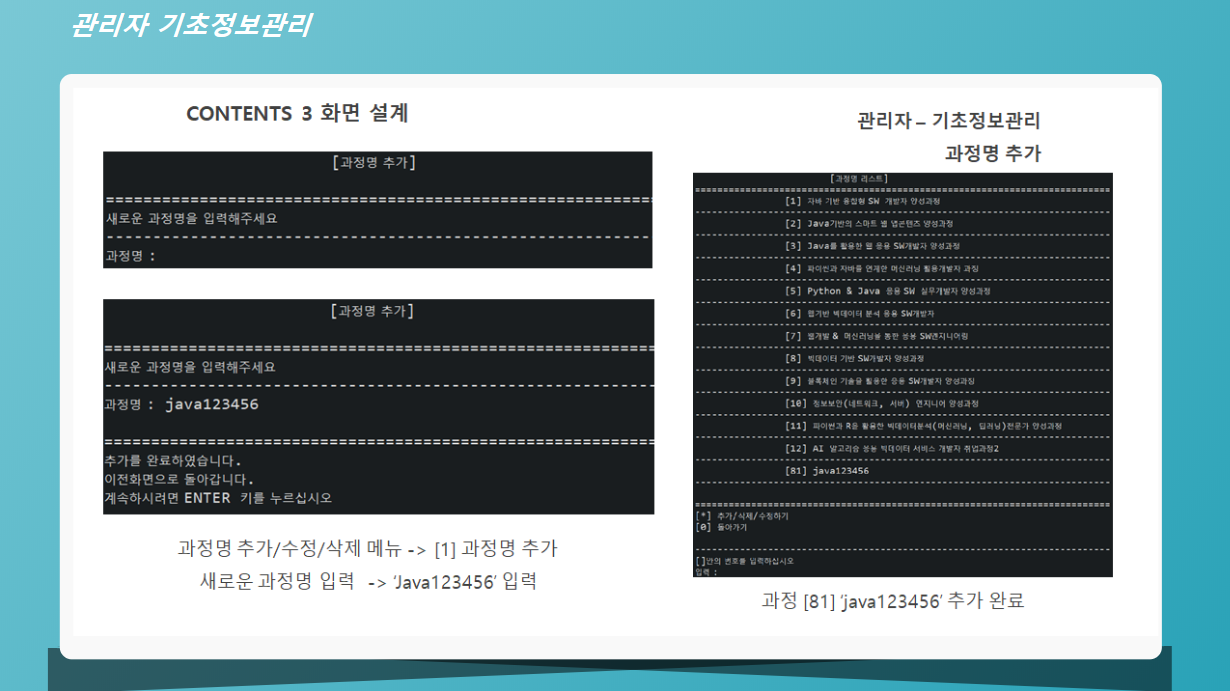 관리자 기초정보관리
CONTENTS 3 화면 설계
[과정명 추가]
============================================================
새로운 과정명을 입력해주세요
------------------------------------------------------------
과정명 :
[과정명 추가]
============================================================
새로운 과정명을 입력해주세요
------------------------------------------------------------
과정명 : java123456
============================================================
추가를 완료하였습니다.
이전화면으로 돌아갑니다.
계속하시려면 ENTER 키를 누르십시오
과정명 추가/수정/삭제 메뉴 -> [1] 과정명 추가
새로운 과정명 입력 -> ‘Java123456’ 입력
관리자 – 기초정보관리
과정명 추가
[과정명 리스트]
[1] 자바 기반 융합형 SW 개발자 양성과정
[2] Java기반의 스마트 웹 앱콘텐츠 양성과정
[3] Java를 활용한 웹 응용 SW개발자 양성과정
[4] 파이썬과 자바를 연계한 머신러닝 활용개발자 과정
[5] Python & Java 응용 SW 실무개발자 양성과정
[6] 웹기반 빅데이터 분석 응용 SW개발자
[7] 웹개발 & 머신러닝을 통한 응용 SW엔지니어링
[8] 빅데이터 기반 SW개발자 양성과정
[9] 블록체인 기술을 활용한 응용 SW개발자 양성과정
[10] 정보보안(네트워크, 서버) 엔지니어 양성과정
[11] 파이썬과 R을 활용한 빅데이터분석(머신러닝, 딥러닝)전문가 양성과정
[12] AI 알고리즘 응용 빅데이터 서비스 개발자 취업과정2
[81] java123456
[*] 추가/삭제/수정하기
[0] 돌아가기
[]안의 번호를 입력하십시오
입력 :
과정 [81] ‘java123456’ 추가 완료